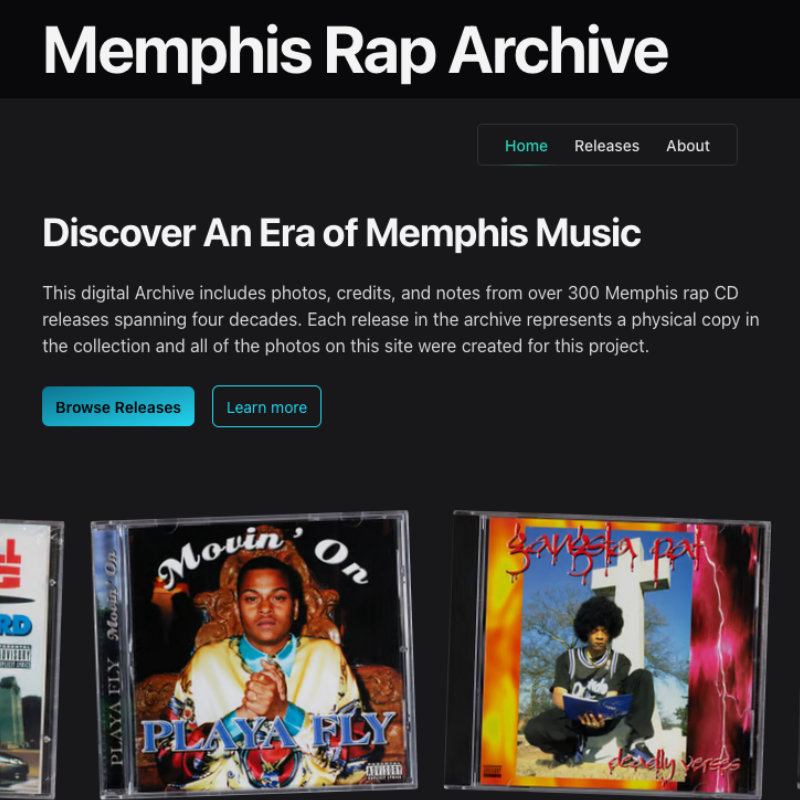 Memphis Rap Archive
Home Releases About
Discover An Era of Memphis Music
This digital Archive includes photos, credits, and notes from over 300 Memphis rap CD
releases spanning four decades. Each release in the archive represents a physical copy in
the collection and all of the photos on this site were created for this project.
Browse Releases Learn more
Movin' On
PLAYA FLY Movin' On
PLAYA FLY
gangsta pat
deadly verses